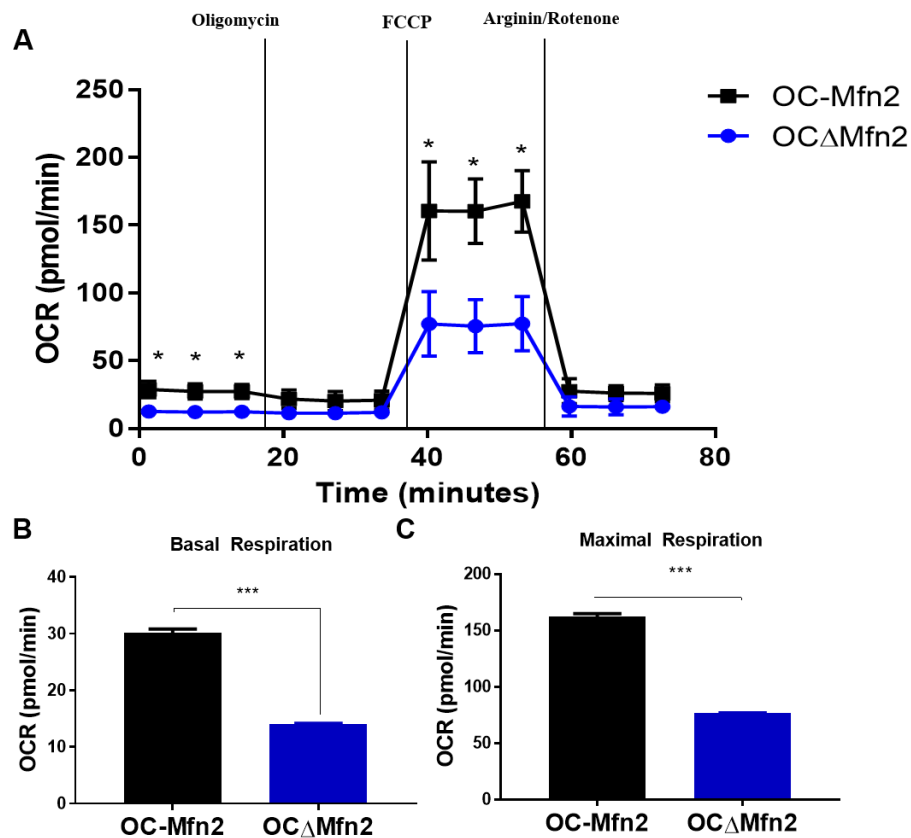 Oligomycin FCCP Arginin/Rotenone
A
250
200
150
100
50
0
OCR (pmol/min)
* * * * * *
OC-Mfn2
OCΔMfn2
0 20 40 60 80
Time (minutes)
B
Basal Respiration
***
40
30
20
10
0
OCR (pmol/min)
OC-Mfn2 OCΔMfn2
C
Maximal Respiration
***
200
150
100
50
0
OCR (pmol/min)
OC-Mfn2 OCΔMfn2